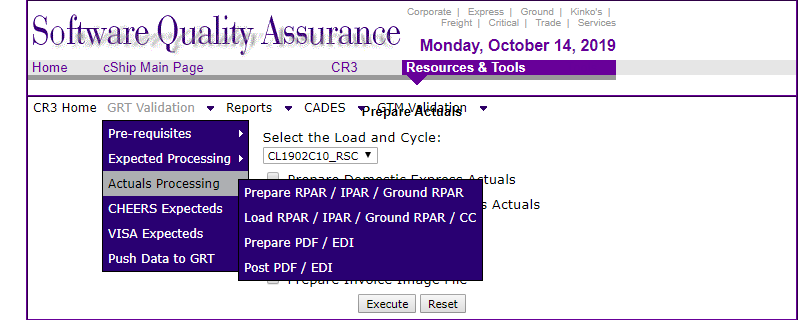 Software Quality Assurance
Corporate | Express | Ground | Kinko's |
Freight | Critical | Trade | Services
Monday, October 14, 2019
Home cShip Main Page CR3 Resources & Tools
CR3 Home GRT Validation Reports CADES GTM Validation
Prepare Actuals
Pre-requisites
Select the Load and Cycle:
Expected Processing
CL1902C10_RSC
Actuals Processing
Prepare Domestic Express Actuals
Prepare RPAR / IPAR / Ground RPAR
CHEERS Expecteds
Actuals
Load RPAR / IPAR / Ground RPAR / CC
VISA Expecteds
Prepare PDF / EDI
Push Data to GRT
Post PDF / EDI
Prepare Invoice Image File
Execute Reset